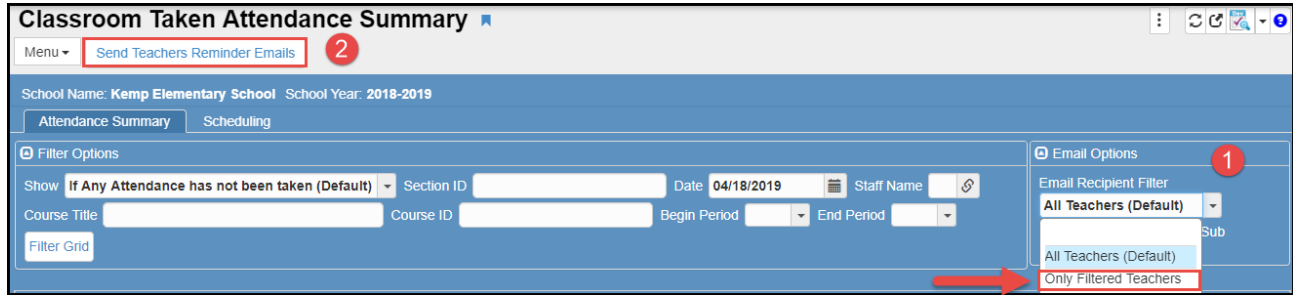 Classroom Taken Attendance Summary
Menu Send Teachers Reminder Emails 2
School Name: Kemp Elementary School School Year: 2018-2019
Attendance Summary Scheduling
Filter Options
Show If Any Attendance has not been taken (Default) Section ID Date 04/18/2019 Staff Name
Course Title Course ID Begin Period End Period
Filter Grid
Email Options 1
Email Recipient Filter
All Teachers (Default)
Sub
All Teachers (Default)
Only Filtered Teachers